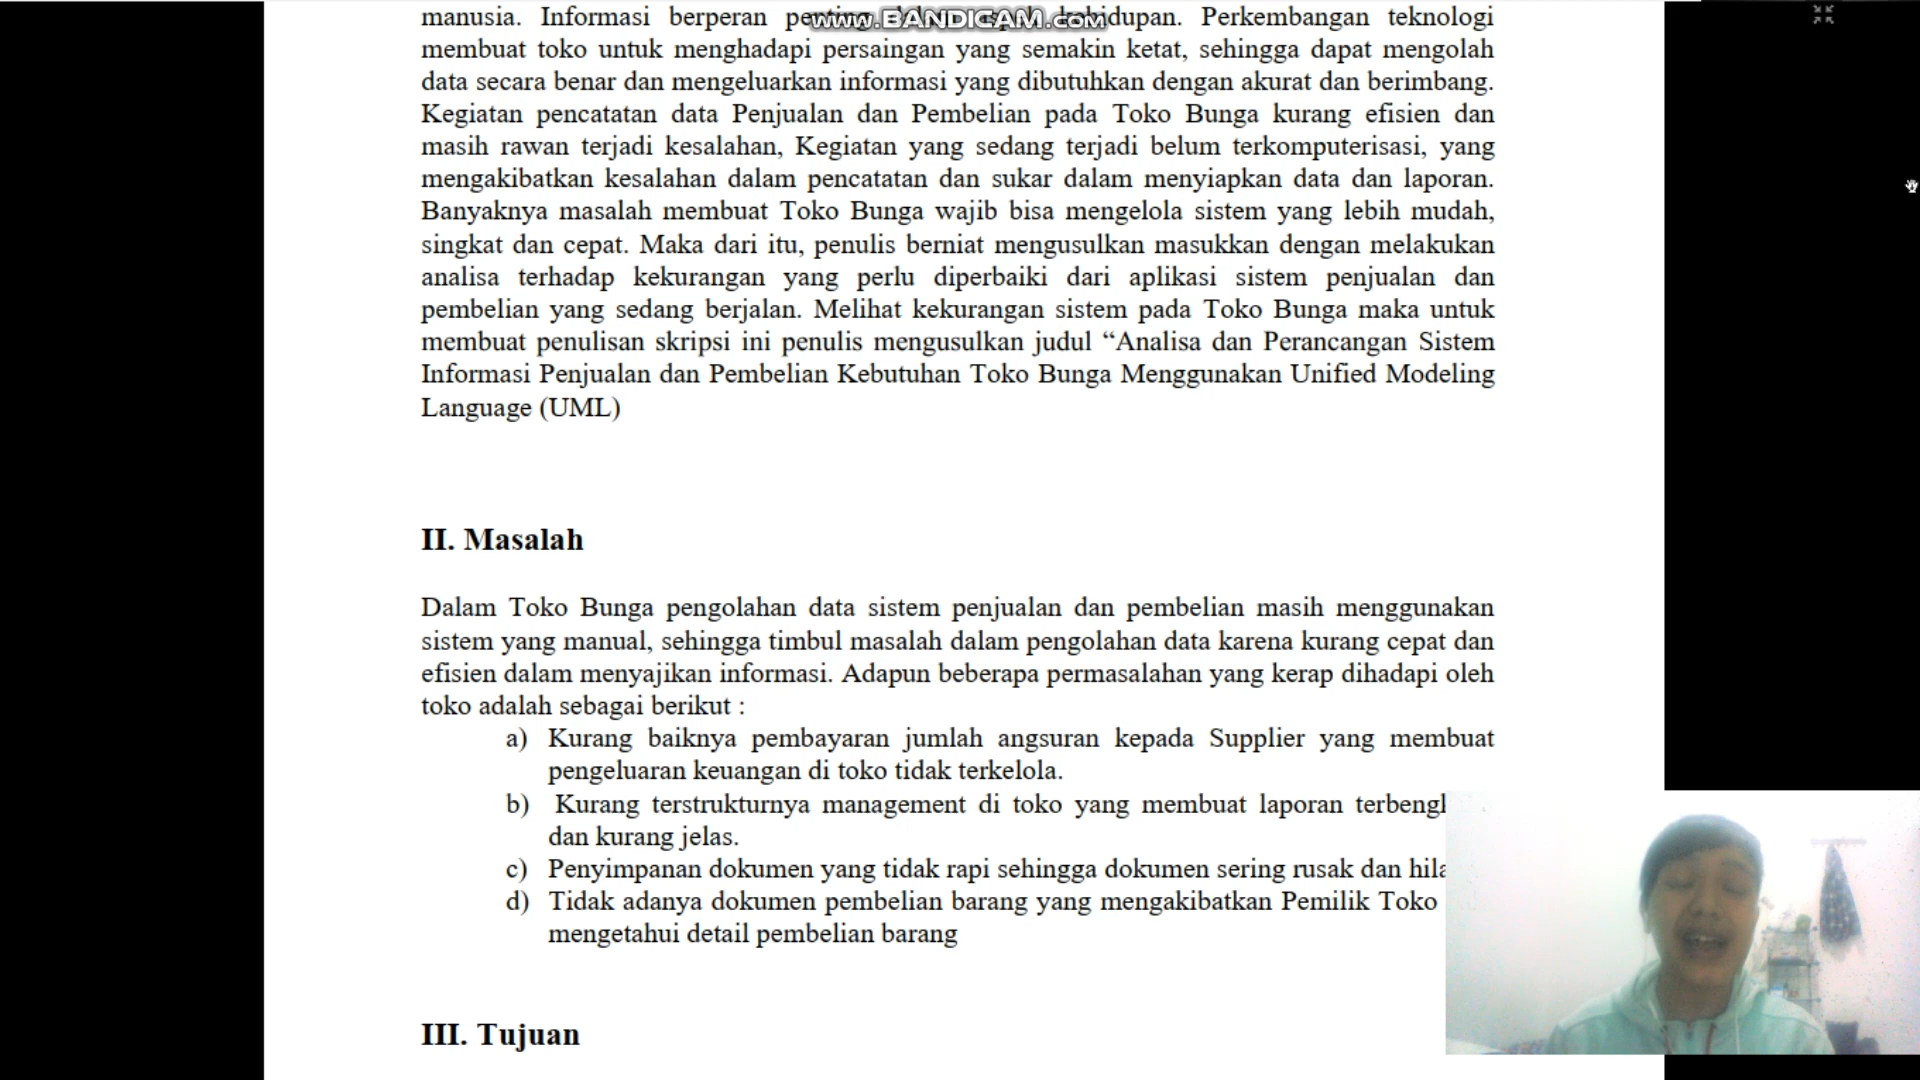 manusia. Informasi berperan kehidupan. Perkembangan teknologi
www.BANDICAM.com
membuat toko untuk menghadapi persaingan yang semakin ketat, sehingga dapat mengolah
data secara benar dan mengeluarkan informasi yang dibutuhkan dengan akurat dan berimbang.
Kegiatan pencatatan data Penjualan dan Pembelian pada Toko Bunga kurang efisien dan
masih rawan terjadi kesalahan, Kegiatan yang sedang terjadi belum terkomputerisasi, yang
mengakibatkan kesalahan dalam pencatatan dan sukar dalam menyiapkan data dan laporan.
Banyaknya masalah membuat Toko Bunga wajib bisa mengelola sistem yang lebih mudah,
singkat dan cepat. Maka dari itu, penulis berniat mengusulkan masukkan dengan melakukan
analisa terhadap kekurangan yang perlu diperbaiki dari aplikasi sistem penjualan dan
pembelian yang sedang berjalan. Melihat kekurangan sistem pada Toko Bunga maka untuk
membuat penulisan skripsi ini penulis mengusulkan judul “Analisa dan Perancangan Sistem
Informasi Penjualan dan Pembelian Kebutuhan Toko Bunga Menggunakan Unified Modeling
Language (UML)
II. Masalah
Dalam Toko Bunga pengolahan data sistem penjualan dan pembelian masih menggunakan
sistem yang manual, sehingga timbul masalah dalam pengolahan data karena kurang cepat dan
efisien dalam menyajikan informasi. Adapun beberapa permasalahan yang kerap dihadapi oleh
toko adalah sebagai berikut :
a) Kurang baiknya pembayaran jumlah angsuran kepada Supplier yang membuat
pengeluaran keuangan di toko tidak terkelola.
b) Kurang terstrukturnya management di toko yang membuat laporan
dan kurang jelas.
c) Penyimpanan dokumen yang tidak rapi sehingga dokumen sering rusak dan
d) Tidak adanya dokumen pembelian barang yang mengakibatkan Pemilik Toko
mengetahui detail pembelian barang
III. Tujuan